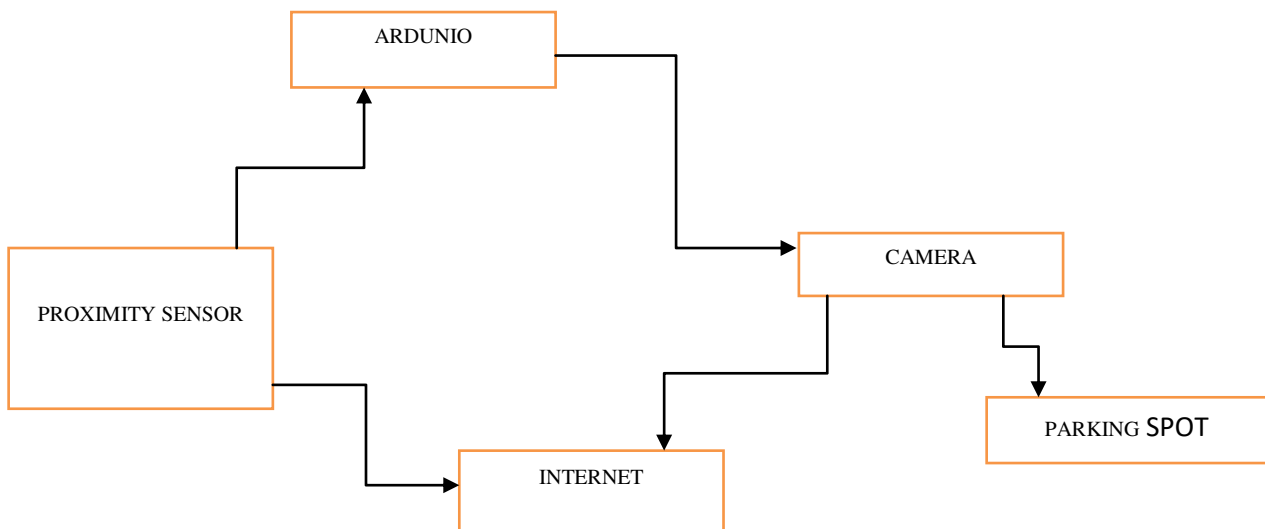 ARDUNIO
CAMERA
PROXIMITY SENSOR
PARKING SPOT
INTERNET